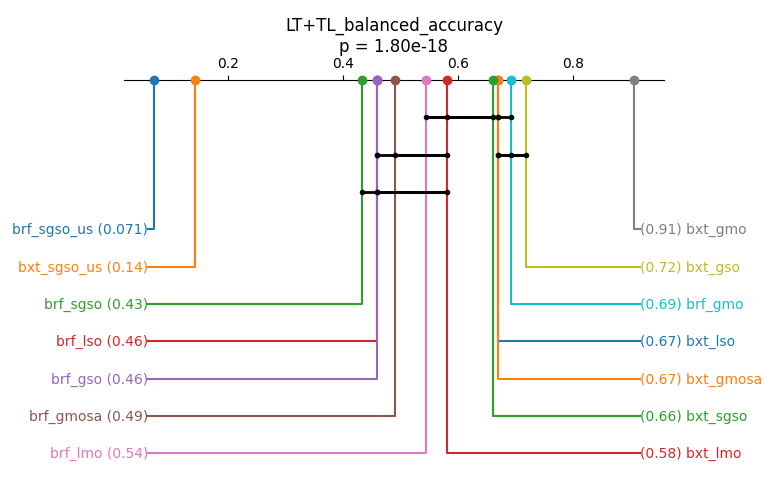 LT+TL_balanced_accuracy
p = 1.80e-18
0.2 0.4 0.6 0.8
brf_sgso_us (0.071) (0.91) bxt_gmo
bxt_sgso_us (0.14) (0.72) bxt_gso
brf_sgso (0.43) (0.69) brf_gmo
brf_lso (0.46) (0.67) bxt_lso
brf_gso (0.46) (0.67) bxt_gmosa
brf_gmosa (0.49) (0.66) bxt_sgso
brf_lmo (0.54) (0.58) bxt_lmo